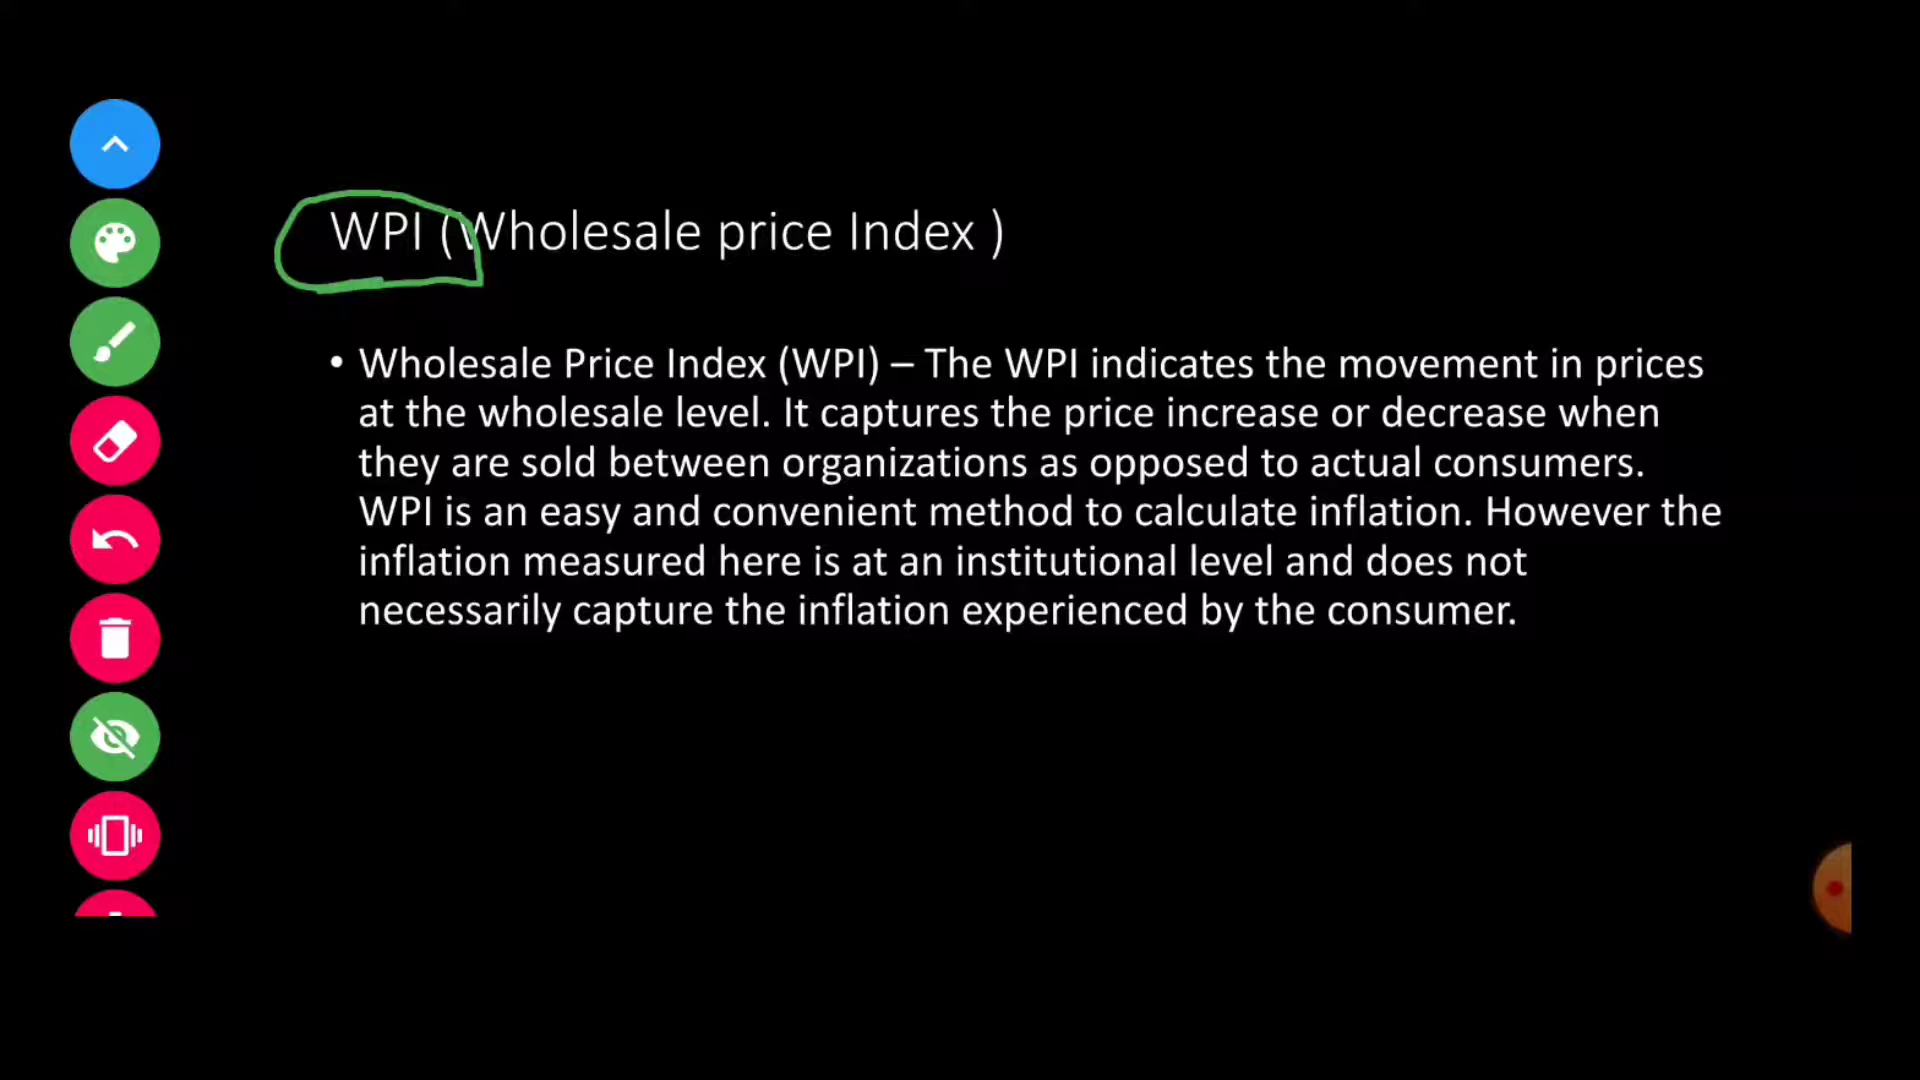 WPI (Wholesale price Index )
• Wholesale Price Index (WPI) – The WPI indicates the movement in prices
at the wholesale level. It captures the price increase or decrease when
they are sold between organizations as opposed to actual consumers.
WPI is an easy and convenient method to calculate inflation. However the
inflation measured here is at an institutional level and does not
necessarily capture the inflation experienced by the consumer.